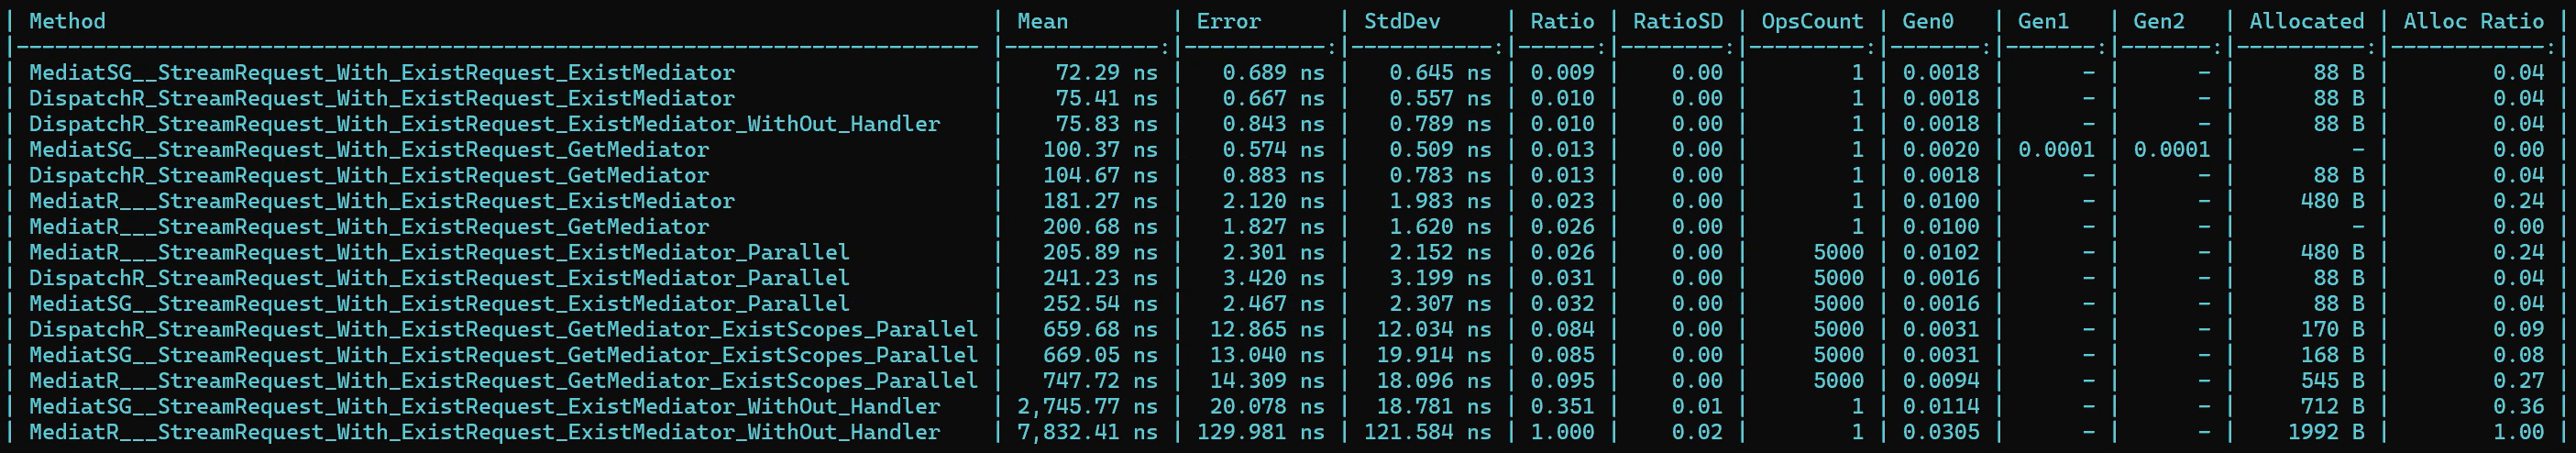 | Method                                                                     | Mean        | Error      | StdDev     | Ratio | RatioSD | OpsCount | Gen0   | Gen1   | Gen2   | Allocated | Alloc Ratio |
|--------------------------------------------------------------------------- |------------:|-----------:|-----------:|------:|--------:|---------:|-------:|-------:|-------:|----------:|------------:|
| MediatSG__StreamRequest_With_ExistRequest_ExistMediator                    |    72.29 ns |   0.689 ns |   0.645 ns | 0.009 |    0.00 |        1 | 0.0018 |      - |      - |      88 B |        0.04 |
| DispatchR_StreamRequest_With_ExistRequest_ExistMediator                    |    75.41 ns |   0.667 ns |   0.557 ns | 0.010 |    0.00 |        1 | 0.0018 |      - |      - |      88 B |        0.04 |
| DispatchR_StreamRequest_With_ExistRequest_ExistMediator_WithOut_Handler    |    75.83 ns |   0.843 ns |   0.789 ns | 0.010 |    0.00 |        1 | 0.0018 |      - |      - |      88 B |        0.04 |
| MediatSG__StreamRequest_With_ExistRequest_GetMediator                      |   100.37 ns |   0.574 ns |   0.509 ns | 0.013 |    0.00 |        1 | 0.0020 | 0.0001 | 0.0001 |         - |        0.00 |
| DispatchR_StreamRequest_With_ExistRequest_GetMediator                      |   104.67 ns |   0.883 ns |   0.783 ns | 0.013 |    0.00 |        1 | 0.0018 |      - |      - |      88 B |        0.04 |
| MediatR___StreamRequest_With_ExistRequest_ExistMediator                    |   181.27 ns |   2.120 ns |   1.983 ns | 0.023 |    0.00 |        1 | 0.0100 |      - |      - |     480 B |        0.24 |
| MediatR___StreamRequest_With_ExistRequest_GetMediator                      |   200.68 ns |   1.827 ns |   1.620 ns | 0.026 |    0.00 |        1 | 0.0100 |      - |      - |         - |        0.00 |
| MediatR___StreamRequest_With_ExistRequest_ExistMediator_Parallel           |   205.89 ns |   2.301 ns |   2.152 ns | 0.026 |    0.00 |     5000 | 0.0102 |      - |      - |     480 B |        0.24 |
| DispatchR_StreamRequest_With_ExistRequest_ExistMediator_Parallel           |   241.23 ns |   3.420 ns |   3.199 ns | 0.031 |    0.00 |     5000 | 0.0016 |      - |      - |      88 B |        0.04 |
| MediatSG__StreamRequest_With_ExistRequest_ExistMediator_Parallel           |   252.54 ns |   2.467 ns |   2.307 ns | 0.032 |    0.00 |     5000 | 0.0016 |      - |      - |      88 B |        0.04 |
| DispatchR_StreamRequest_With_ExistRequest_GetMediator_ExistScopes_Parallel |   659.68 ns |  12.865 ns |  12.034 ns | 0.084 |    0.00 |     5000 | 0.0031 |      - |      - |     170 B |        0.09 |
| MediatSG__StreamRequest_With_ExistRequest_GetMediator_ExistScopes_Parallel |   669.05 ns |  13.040 ns |  19.914 ns | 0.085 |    0.00 |     5000 | 0.0031 |      - |      - |     168 B |        0.08 |
| MediatR___StreamRequest_With_ExistRequest_GetMediator_ExistScopes_Parallel |   747.72 ns |  14.309 ns |  18.096 ns | 0.095 |    0.00 |     5000 | 0.0094 |      - |      - |     545 B |        0.27 |
| MediatSG__StreamRequest_With_ExistRequest_ExistMediator_WithOut_Handler    | 2,745.77 ns |  20.078 ns |  18.781 ns | 0.351 |    0.01 |        1 | 0.0114 |      - |      - |     712 B |        0.36 |
| MediatR___StreamRequest_With_ExistRequest_ExistMediator_WithOut_Handler    | 7,832.41 ns | 129.981 ns | 121.584 ns | 1.000 |    0.02 |        1 | 0.0305 |      - |      - |    1992 B |        1.00 |